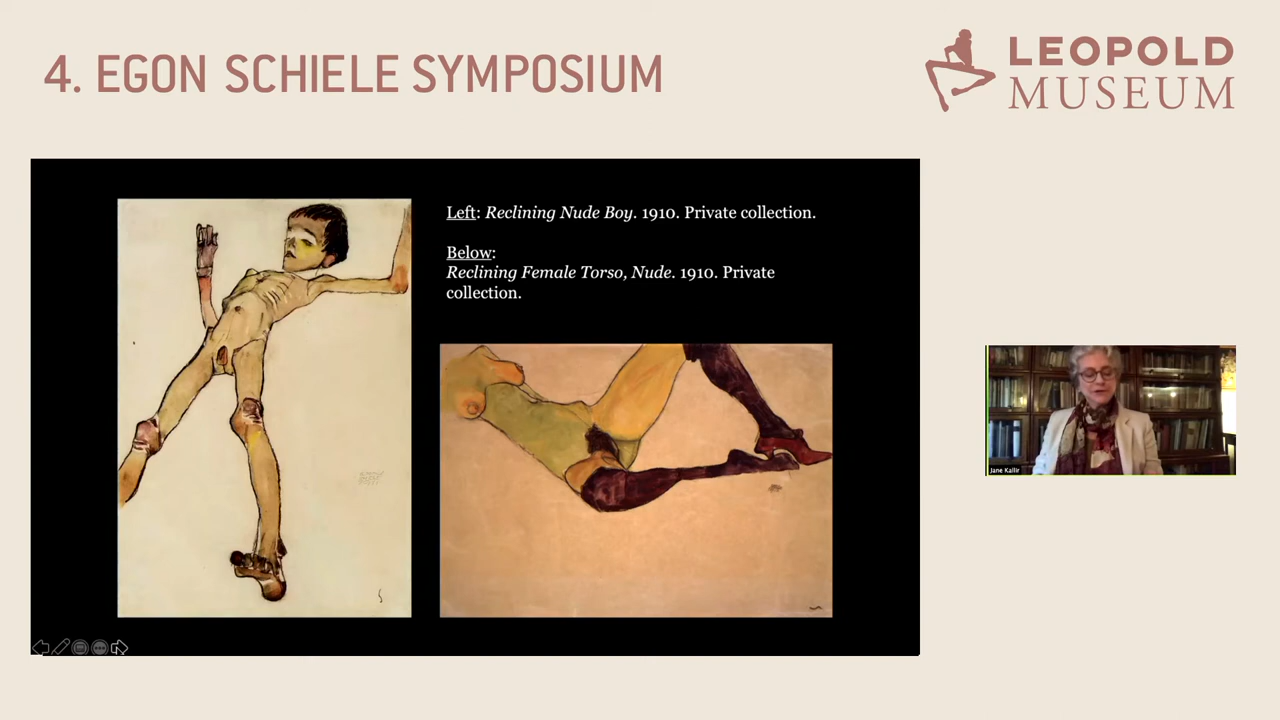 4. EGON SCHIELE SYMPOSIUM
LEOPOLD
MUSEUM
Left: Reclining Nude Boy. 1910. Private collection.
Below:
Reclining Female Torso, Nude. 1910. Private
collection.
Jane Kallir